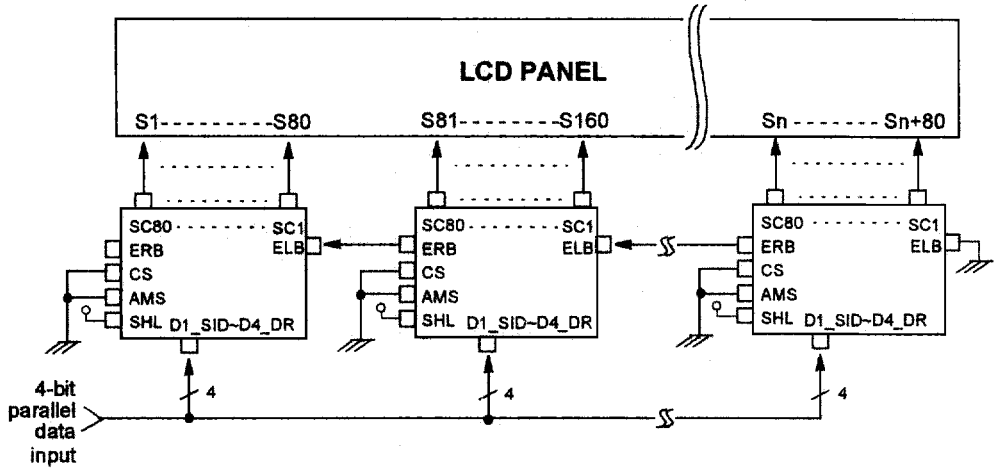 LCD PANEL
S1 - - - - - - - - - S80
S81 - - - - - - - - - S160
Sn - - - - - - - Sn+80
SC80 - - - - - - - SC1
ERB ELB
CS
AMS
SHL D1_SID~D4_DR
SC80 - - - - - - - SC1
ERB ELB
CS
AMS
SHL D1_SID~D4_DR
SC80 - - - - - - - SC1
ERB ELB
CS
AMS
SHL D1_SID~D4_DR
4
4
4
4-bit
parallel
data
input